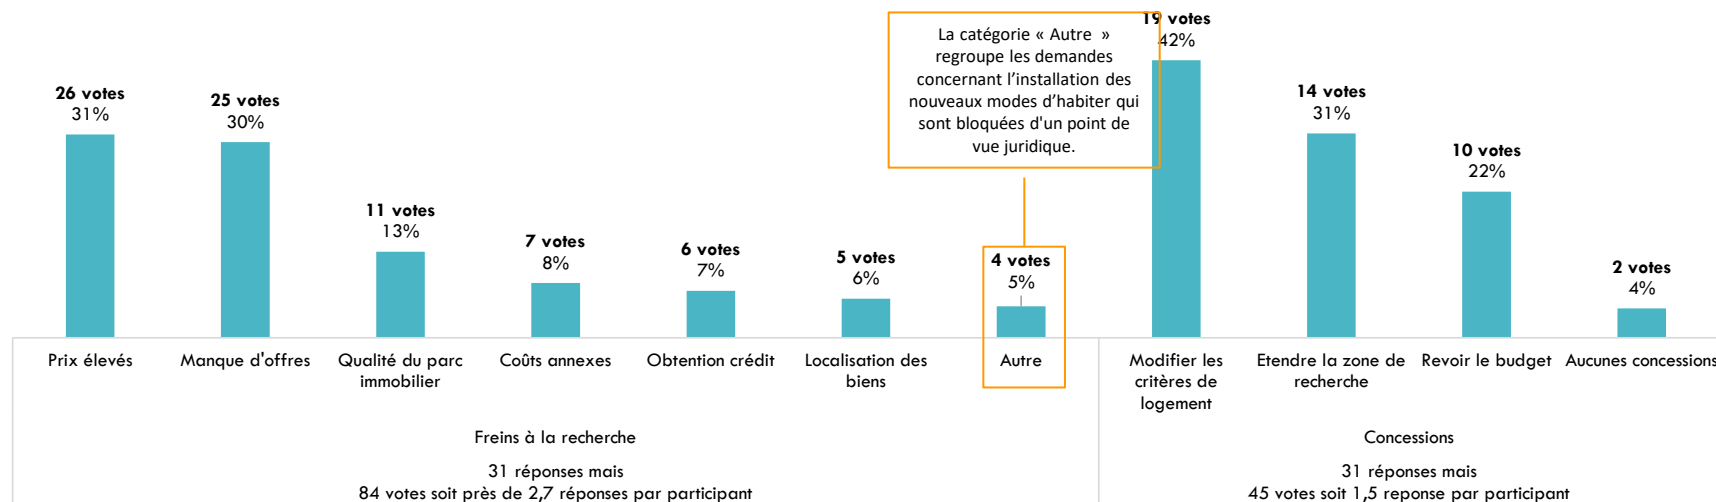 La catégorie « Autre »
regroupe les demandes
concernant l'installation des
nouveaux modes d'habiter qui
sont bloquées d'un point de
vue juridique.
26 votes
31%
25 votes
30%
11 votes
13%
7 votes
8%
6 votes
7%
5 votes
6%
4 votes
5%
19 votes
42%
14 votes
31%
10 votes
22%
2 votes
4%
Prix élevés
Manque d'offres
Qualité du parc
immobilier
Coûts annexes
Obtention crédit
Localisation des
biens
Autre
Modifier les
critères de
logement
Etendre la zone de
recherche
Revoir le budget
Aucunes concessions
Freins à la recherche
31 réponses mais
84 votes soit près de 2,7 réponses par participant
Concessions
31 réponses mais
45 votes soit 1,5 reponse par participant